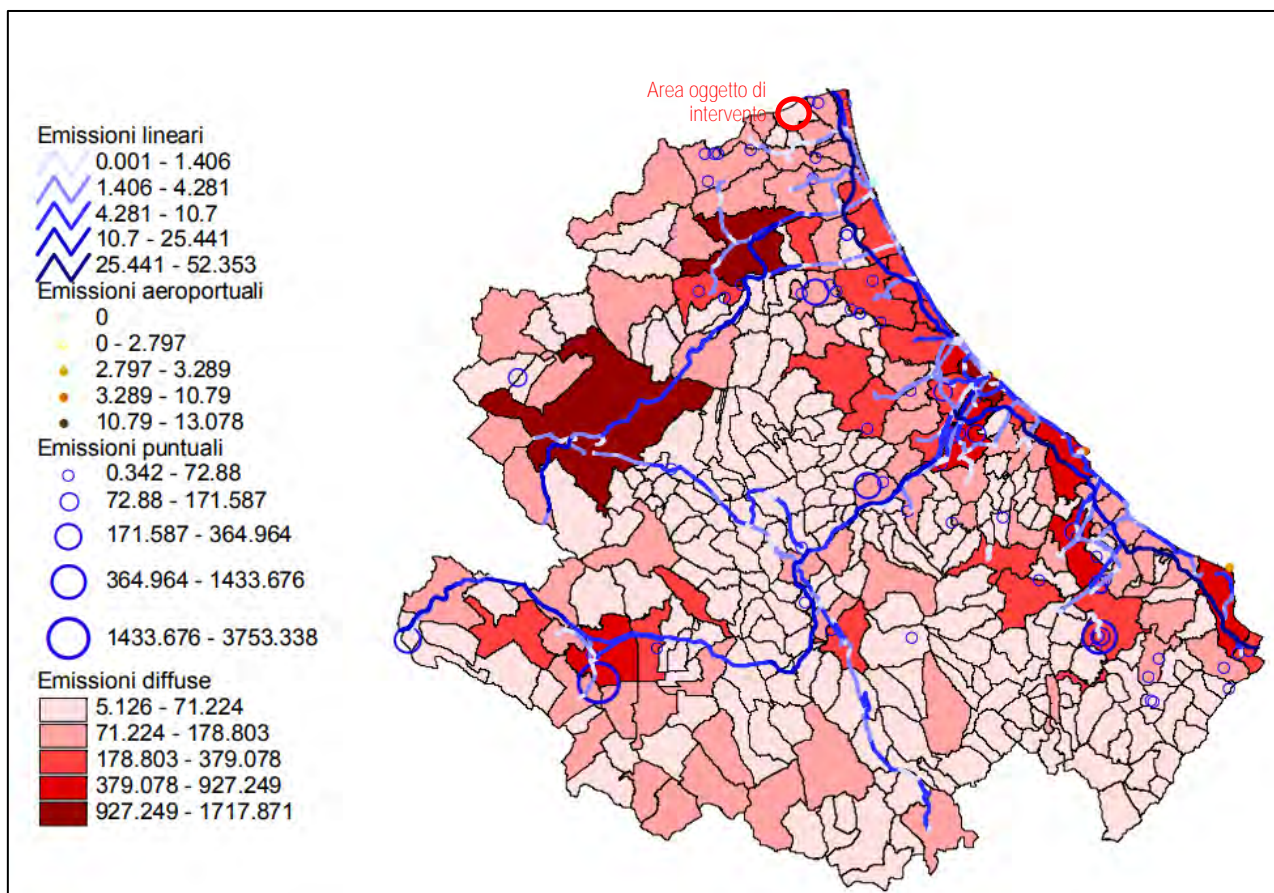 Area oggetto di
intervento
Emissioni lineari
0.001 - 1.406
1.406 - 4.281
4.281 - 10.7
10.7 - 25.441
25.441 - 52.353
Emissioni aeroportuali
0
0 - 2.797
2.797 - 3.289
3.289 - 10.79
10.79 - 13.078
Emissioni puntuali
0.342 - 72.88
72.88 - 171.587
171.587 - 364.964
364.964 - 1433.676
1433.676 - 3753.338
Emissioni diffuse
5.126 - 71.224
71.224 - 178.803
178.803 - 379.078
379.078 - 927.249
927.249 - 1717.871